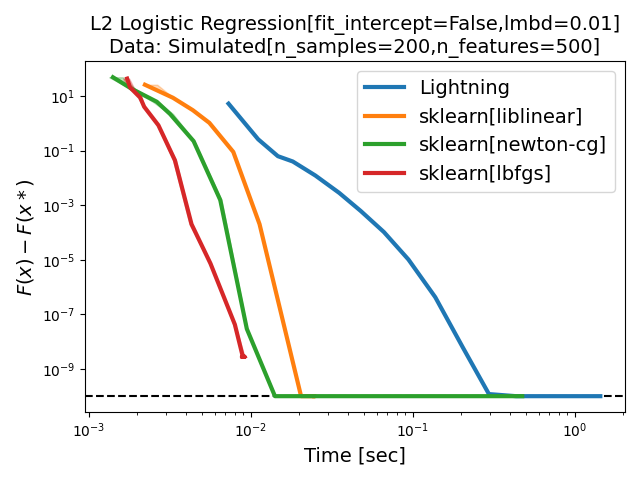 L2 Logistic Regression[fit_intercept=False,lmbd=0.01]
Data: Simulated[n_samples=200,n_features=500]
Lightning
sklearn[liblinear]
sklearn[newton-cg]
sklearn[lbfgs]
F(x) − F(x*)
10¹
10⁻¹
10⁻³
10⁻⁵
10⁻⁷
10⁻⁹
10⁻³ 10⁻² 10⁻¹ 10⁰
Time [sec]